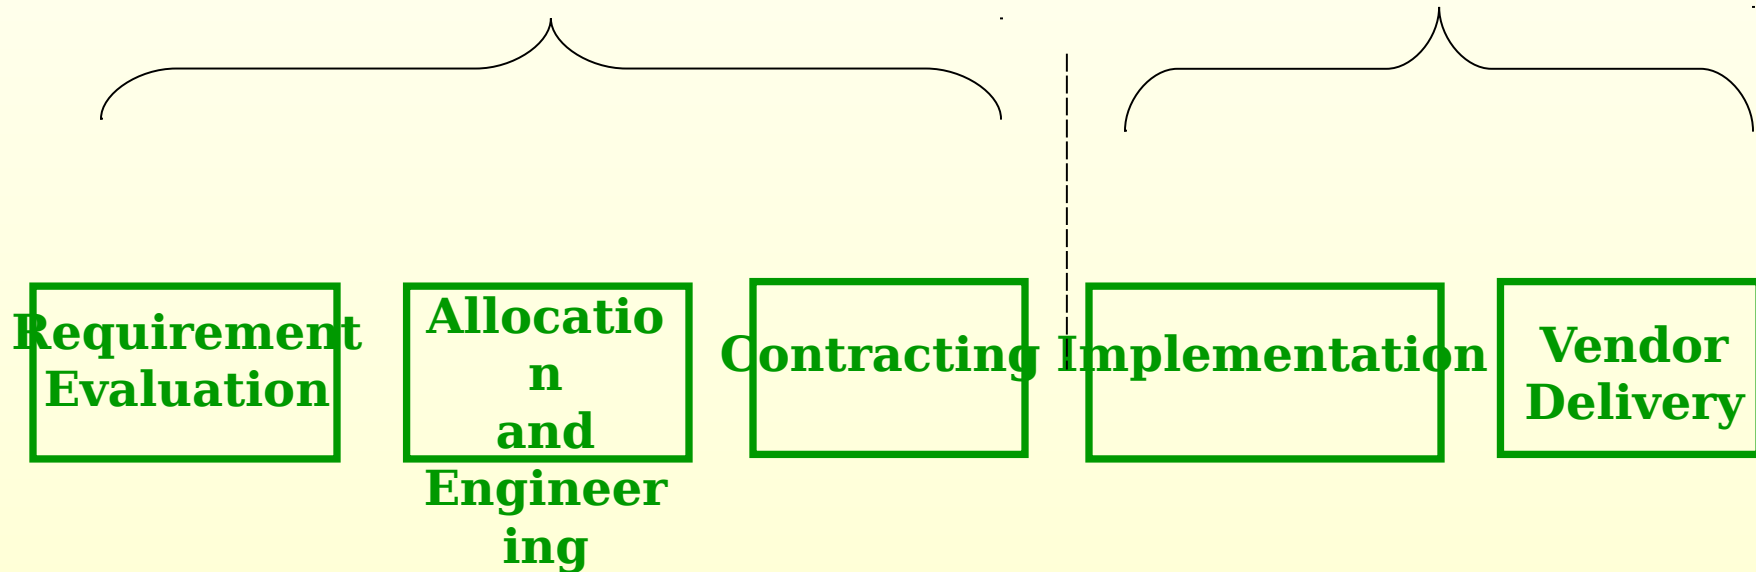 Requirement
Evaluation
Allocatio
n
and
Engineer
ing
Contracting
Implementation
Vendor
Delivery